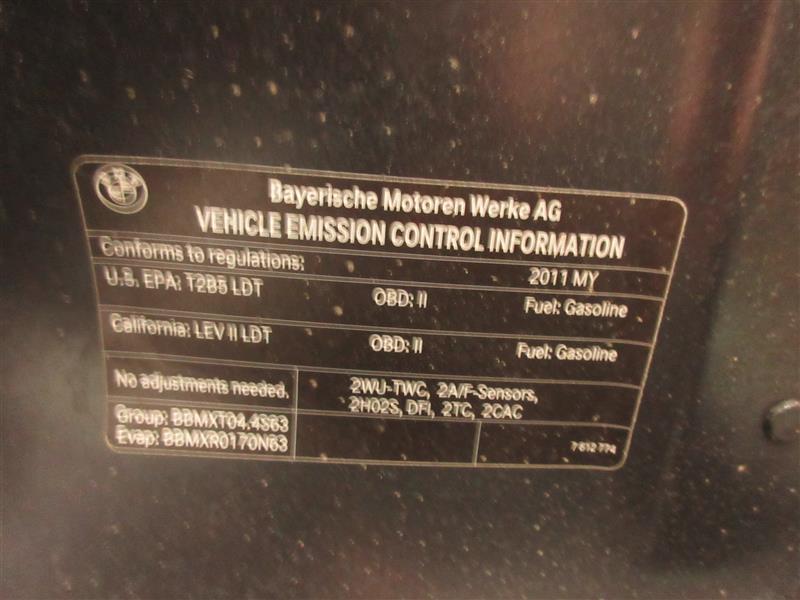 Bayerische Motoren Werke AG
VEHICLE EMISSION CONTROL INFORMATION
Conforms to regulations: 2011 MY
U.S. EPA: T2B5 LDT OBD: II Fuel: Gasoline
California: LEV II LDT OBD: II Fuel: Gasoline
No adjustments needed. 2WU-TWC, 2A/F-Sensors,
2HO2S, DFI, 2TC, 2CAC
Group: BBMXT04.4S63
Evap: BBMXR0170N63
7 612 774